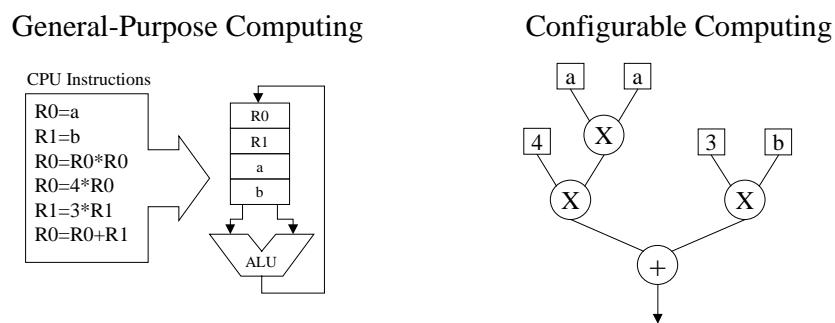 General-Purpose Computing
CPU Instructions
R0=a
R1=b
R0=R0*R0
R0=4*R0
R1=3*R1
R0=R0+R1
R0
R1
a
b
ALU
Configurable Computing
a a
X
4 3 b
X X
+